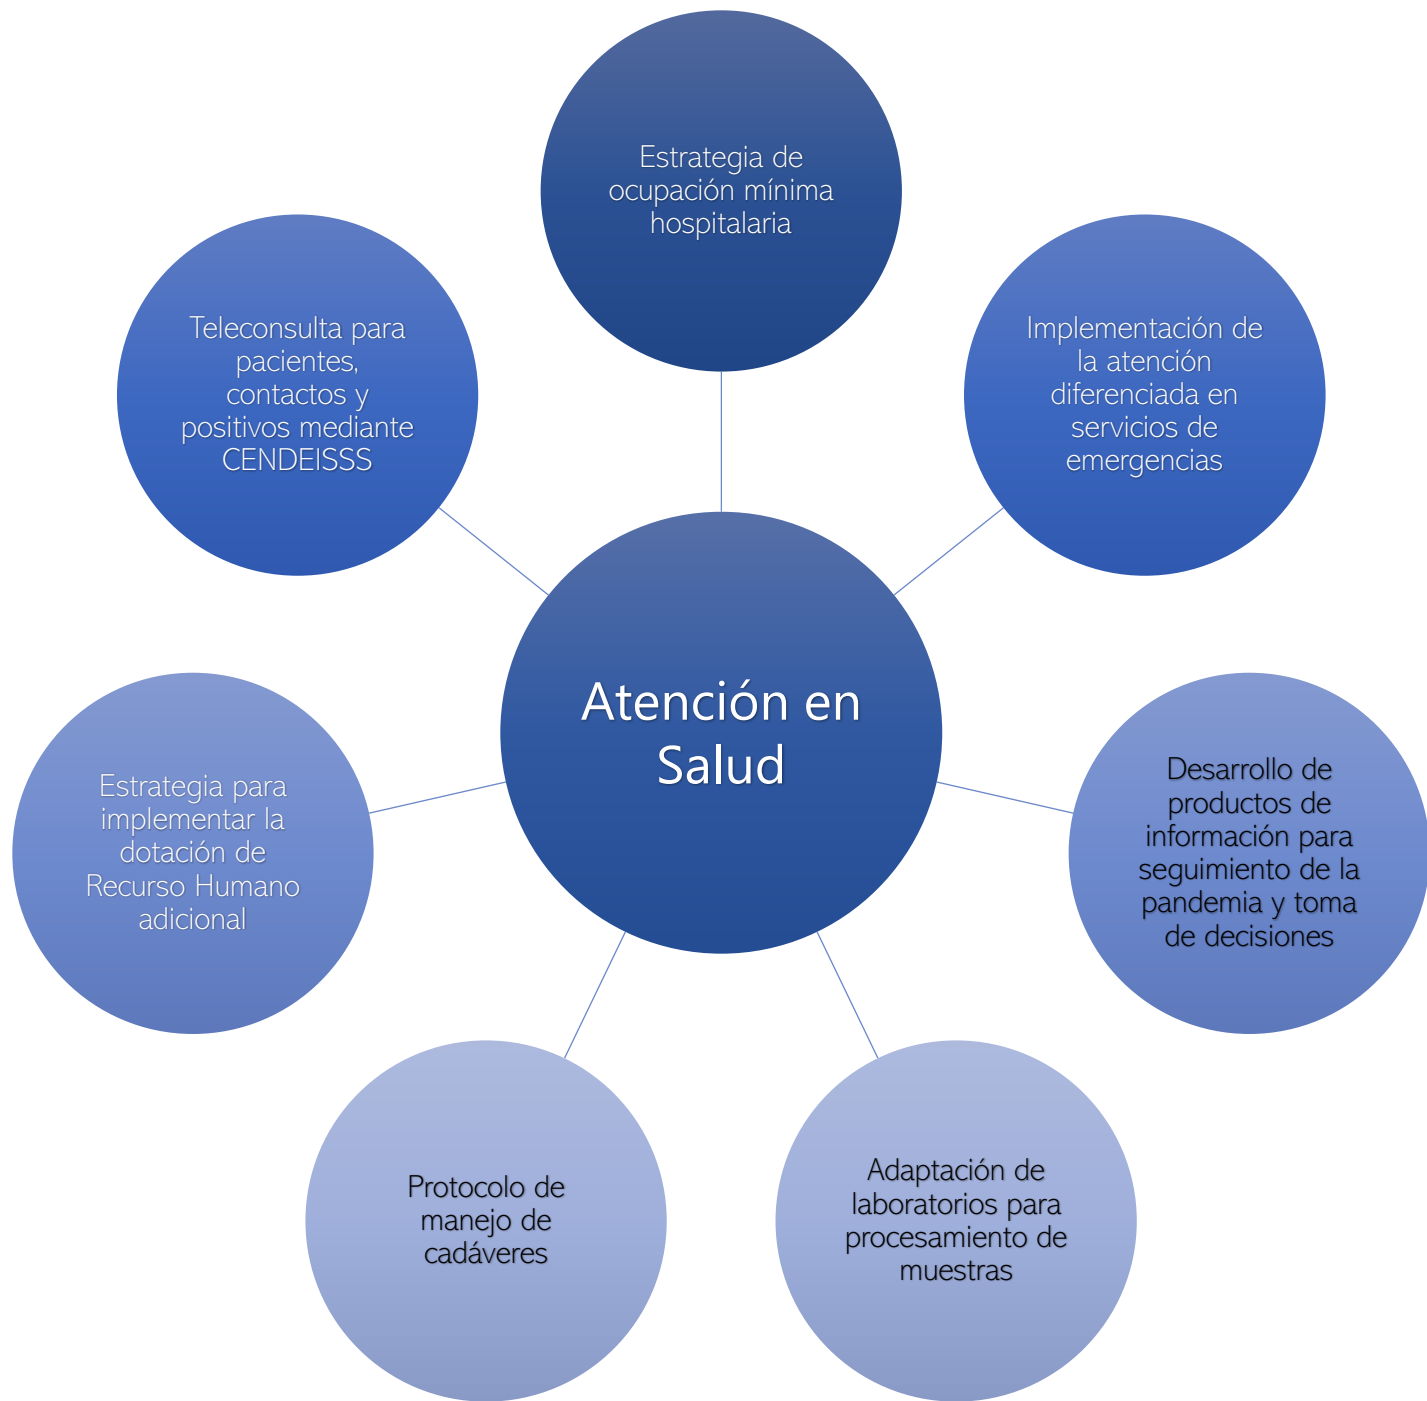 Estrategia de
ocupación mínima
hospitalaria
Implementación de
la atención
diferenciada en
servicios de
emergencias
Desarrollo de
productos de
información para
seguimiento de la
pandemia y toma
de decisiones
Adaptación de
laboratorios para
procesamiento de
muestras
Protocolo de
manejo de
cadáveres
Estrategia para
implementar la
dotación de
Recurso Humano
adicional
Teleconsulta para
pacientes,
contactos y
positivos mediante
CENDEISSS
Atención en
Salud